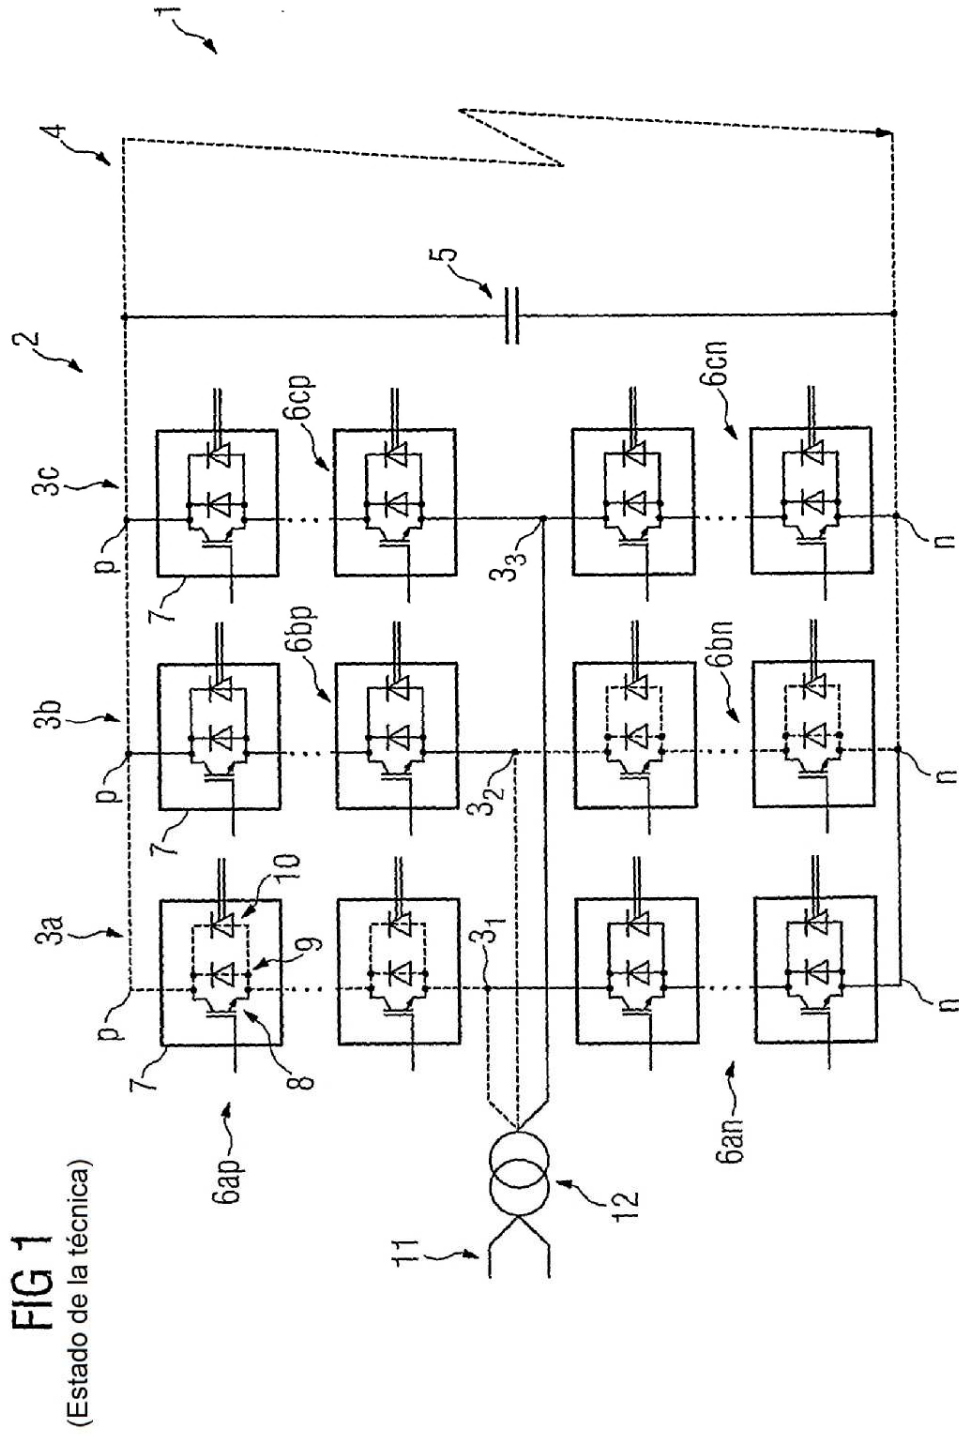 FIG 1
(Estado de la técnica)
1
4
2
5
3c
3b
3a
p
p
p
7
7
7
6cp
6bp
6ap
10
9
8
3₃
3₂
3₁
6cn
6bn
6an
n
n
n
11
12